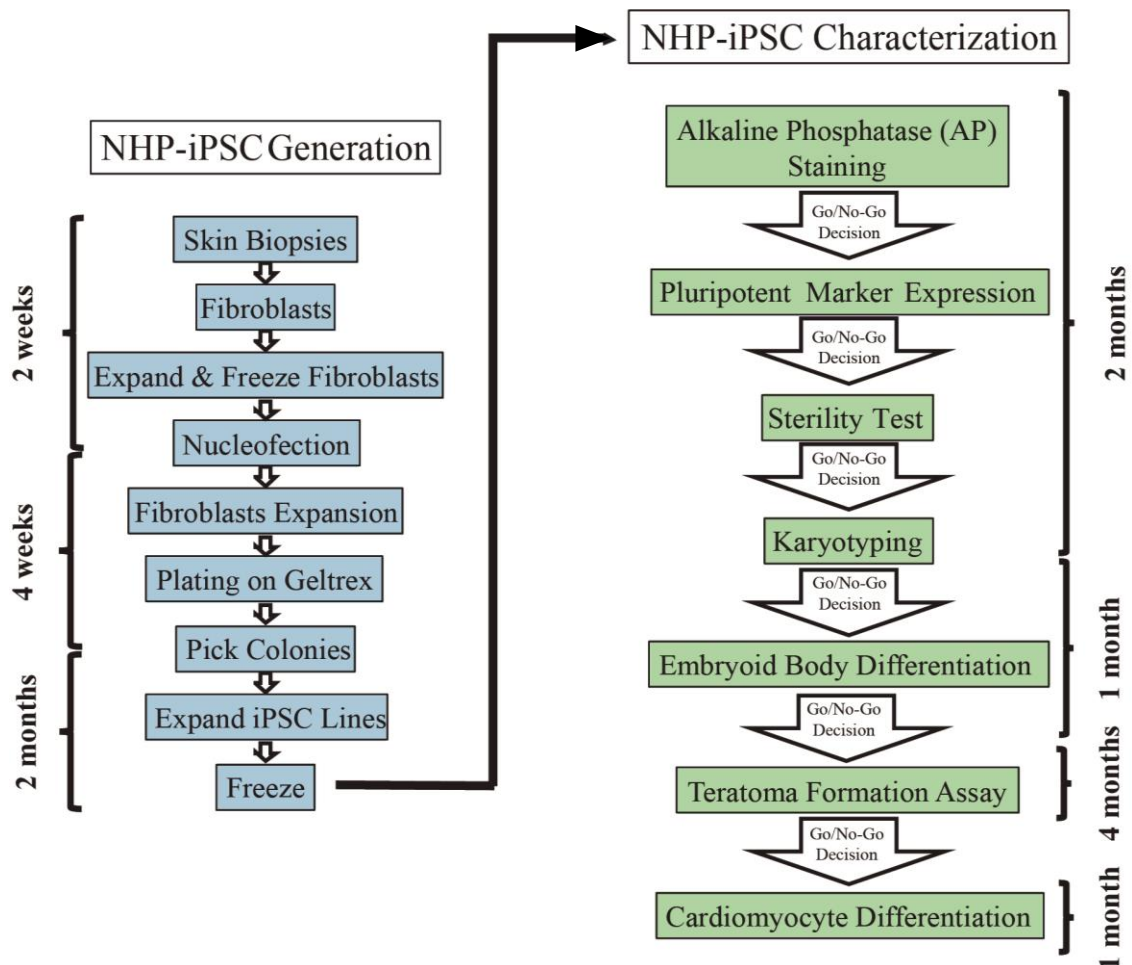 NHP-iPSC Generation
2 weeks
Skin Biopsies
Fibroblasts
Expand & Freeze Fibroblasts
Nucleofection
4 weeks
Fibroblasts Expansion
Plating on Geltrex
Pick Colonies
2 months
Expand iPSC Lines
Freeze
NHP-iPSC Characterization
Alkaline Phosphatase (AP)
Staining
Go/No-Go
Decision
Pluripotent Marker Expression
Go/No-Go
Decision
Sterility Test
Go/No-Go
Decision
Karyotyping
2 months
Go/No-Go
Decision
Embryoid Body Differentiation
1 month
Go/No-Go
Decision
Teratoma Formation Assay
4 months
Go/No-Go
Decision
Cardiomyocyte Differentiation
1 month